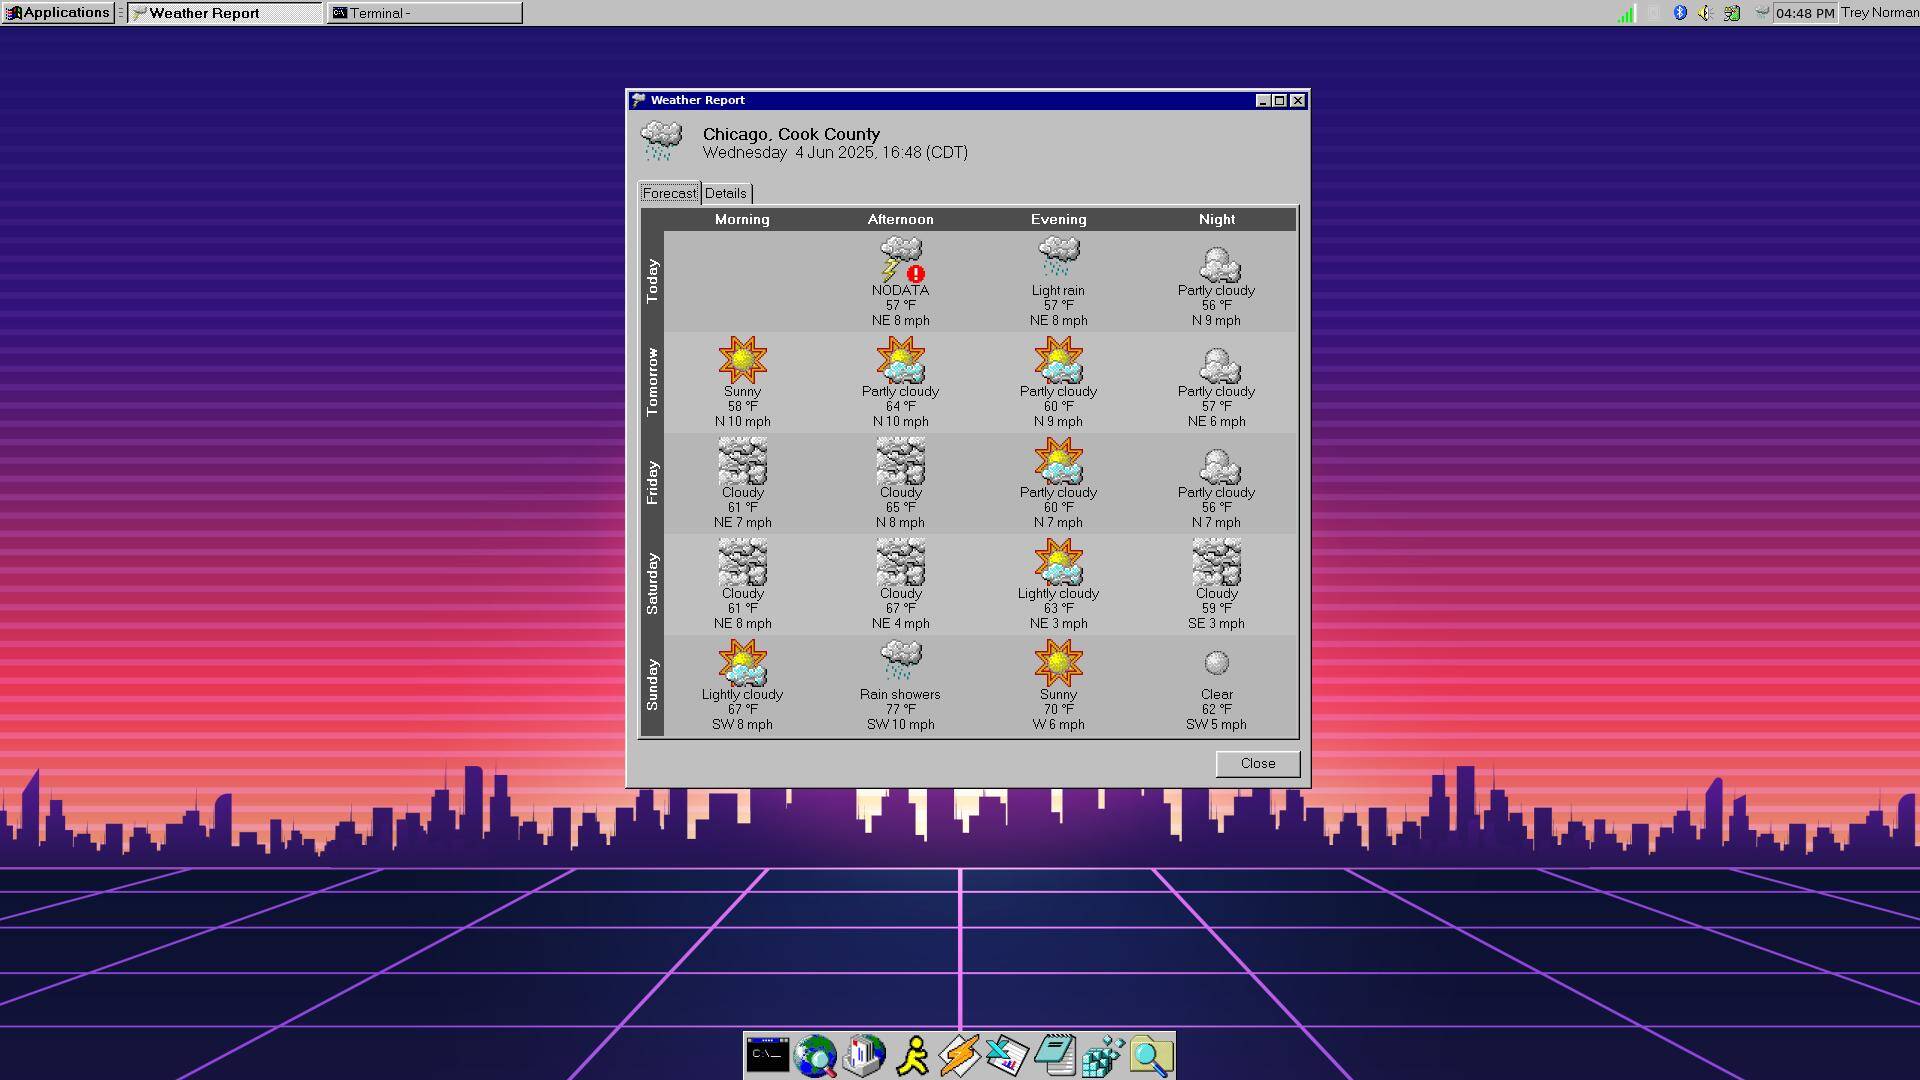 Applications Weather Report Terminal - 04:48 PM Trey Norman
Weather Report
Chicago, Cook County
Wednesday 4 Jun 2025, 16:48 (CDT)
Forecast Details
Morning Afternoon Evening Night
Today
NODATA Light rain Partly cloudy
57 °F 57 °F 56 °F
NE 8 mph NE 8 mph N 9 mph
Tomorrow
Sunny Partly cloudy Partly cloudy Partly cloudy
58 °F 64 °F 60 °F 57 °F
N 10 mph N 10 mph N 9 mph NE 6 mph
Friday
Cloudy Cloudy Partly cloudy Partly cloudy
61 °F 65 °F 60 °F 56 °F
NE 7 mph N 8 mph N 7 mph N 7 mph
Saturday
Cloudy Cloudy Lightly cloudy Cloudy
61 °F 67 °F 63 °F 59 °F
NE 8 mph NE 4 mph NE 3 mph SE 3 mph
Sunday
Lightly cloudy Rain showers Sunny Clear
67 °F 77 °F 70 °F 62 °F
SW 8 mph SW 10 mph W 6 mph SW 5 mph
Close
C:\_